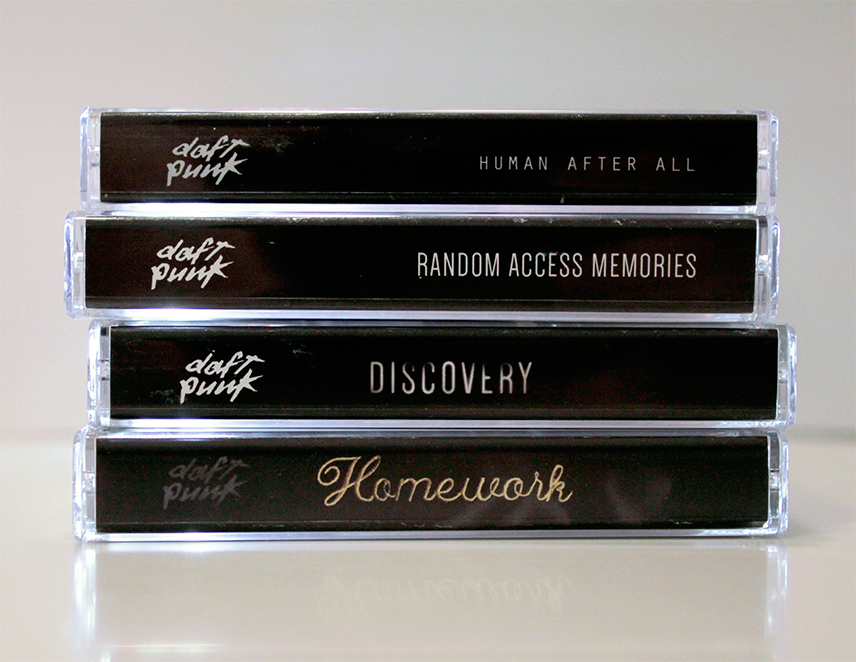 daft
punk
HUMAN AFTER ALL
daft
punk
RANDOM ACCESS MEMORIES
daft
punk
DISCOVERY
daft
punk
Homework